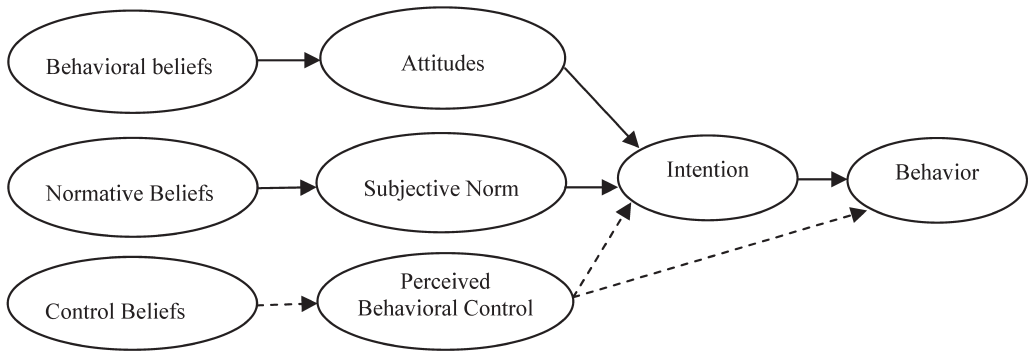 Behavioral beliefs
Attitudes
Normative Beliefs
Subjective Norm
Intention
Behavior
Control Beliefs
Perceived
Behavioral Control